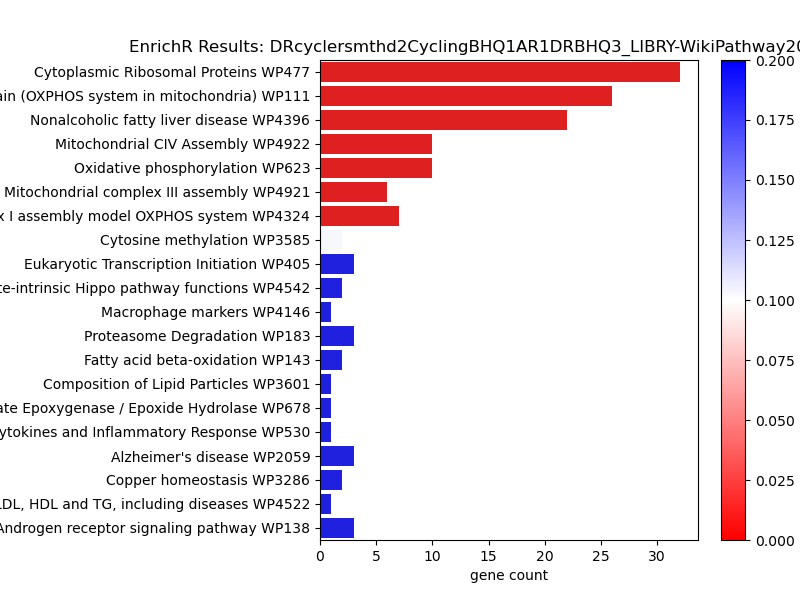 EnrichR Results: DRcyclersmthd2CyclingBHQ1AR1DRBHQ3_LIBRY-WikiPathway20
Cytoplasmic Ribosomal Proteins WP477
(OXPHOS system in mitochondria) WP111
Nonalcoholic fatty liver disease WP4396
Mitochondrial CIV Assembly WP4922
Oxidative phosphorylation WP623
Mitochondrial complex III assembly WP4921
I assembly model OXPHOS system WP4324
Cytosine methylation WP3585
Eukaryotic Transcription Initiation WP405
te-intrinsic Hippo pathway functions WP4542
Macrophage markers WP4146
Proteasome Degradation WP183
Fatty acid beta-oxidation WP143
Composition of Lipid Particles WP3601
ate Epoxygenase / Epoxide Hydrolase WP678
ytokines and Inflammatory Response WP530
Alzheimer's disease WP2059
Copper homeostasis WP3286
LDL, HDL and TG, including diseases WP4522
Androgen receptor signaling pathway WP138
0 5 10 15 20 25 30
gene count
0.200
0.175
0.150
0.125
0.100
0.075
0.050
0.025
0.000